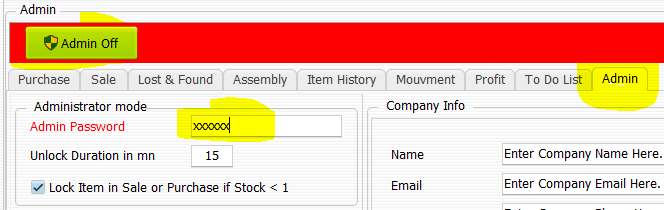 Admin
Admin Off
Purchase Sale Lost & Found Assembly Item History Mouvment Profit To Do List Admin
Administrator mode
Admin Password xxxxxx
Unlock Duration in mn 15
Lock Item in Sale or Purchase if Stock < 1
Company Info
Name Enter Company Name Here.
Email Enter Company Email Here.